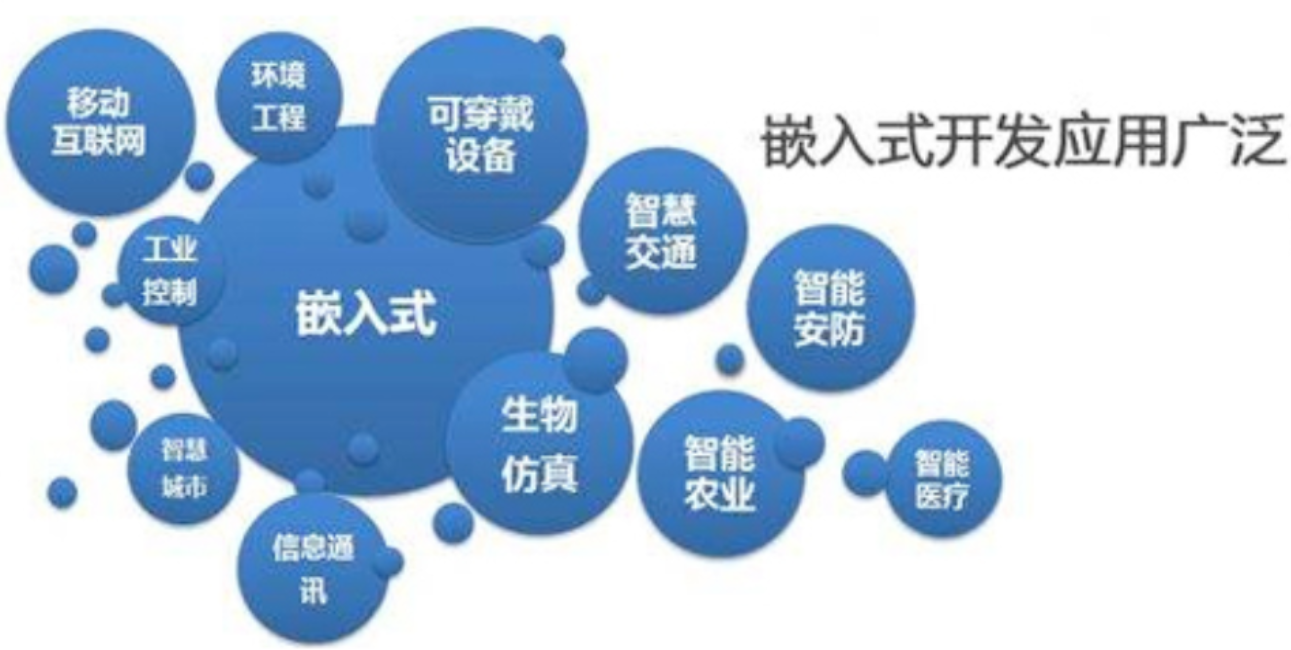 移动
互联网
环境
工程
可穿戴
设备
嵌入式开发应用广泛
智慧
交通
工业
控制
嵌入式
智能
安防
生物
仿真
智慧
城市
智能
农业
智能
医疗
信息通
讯